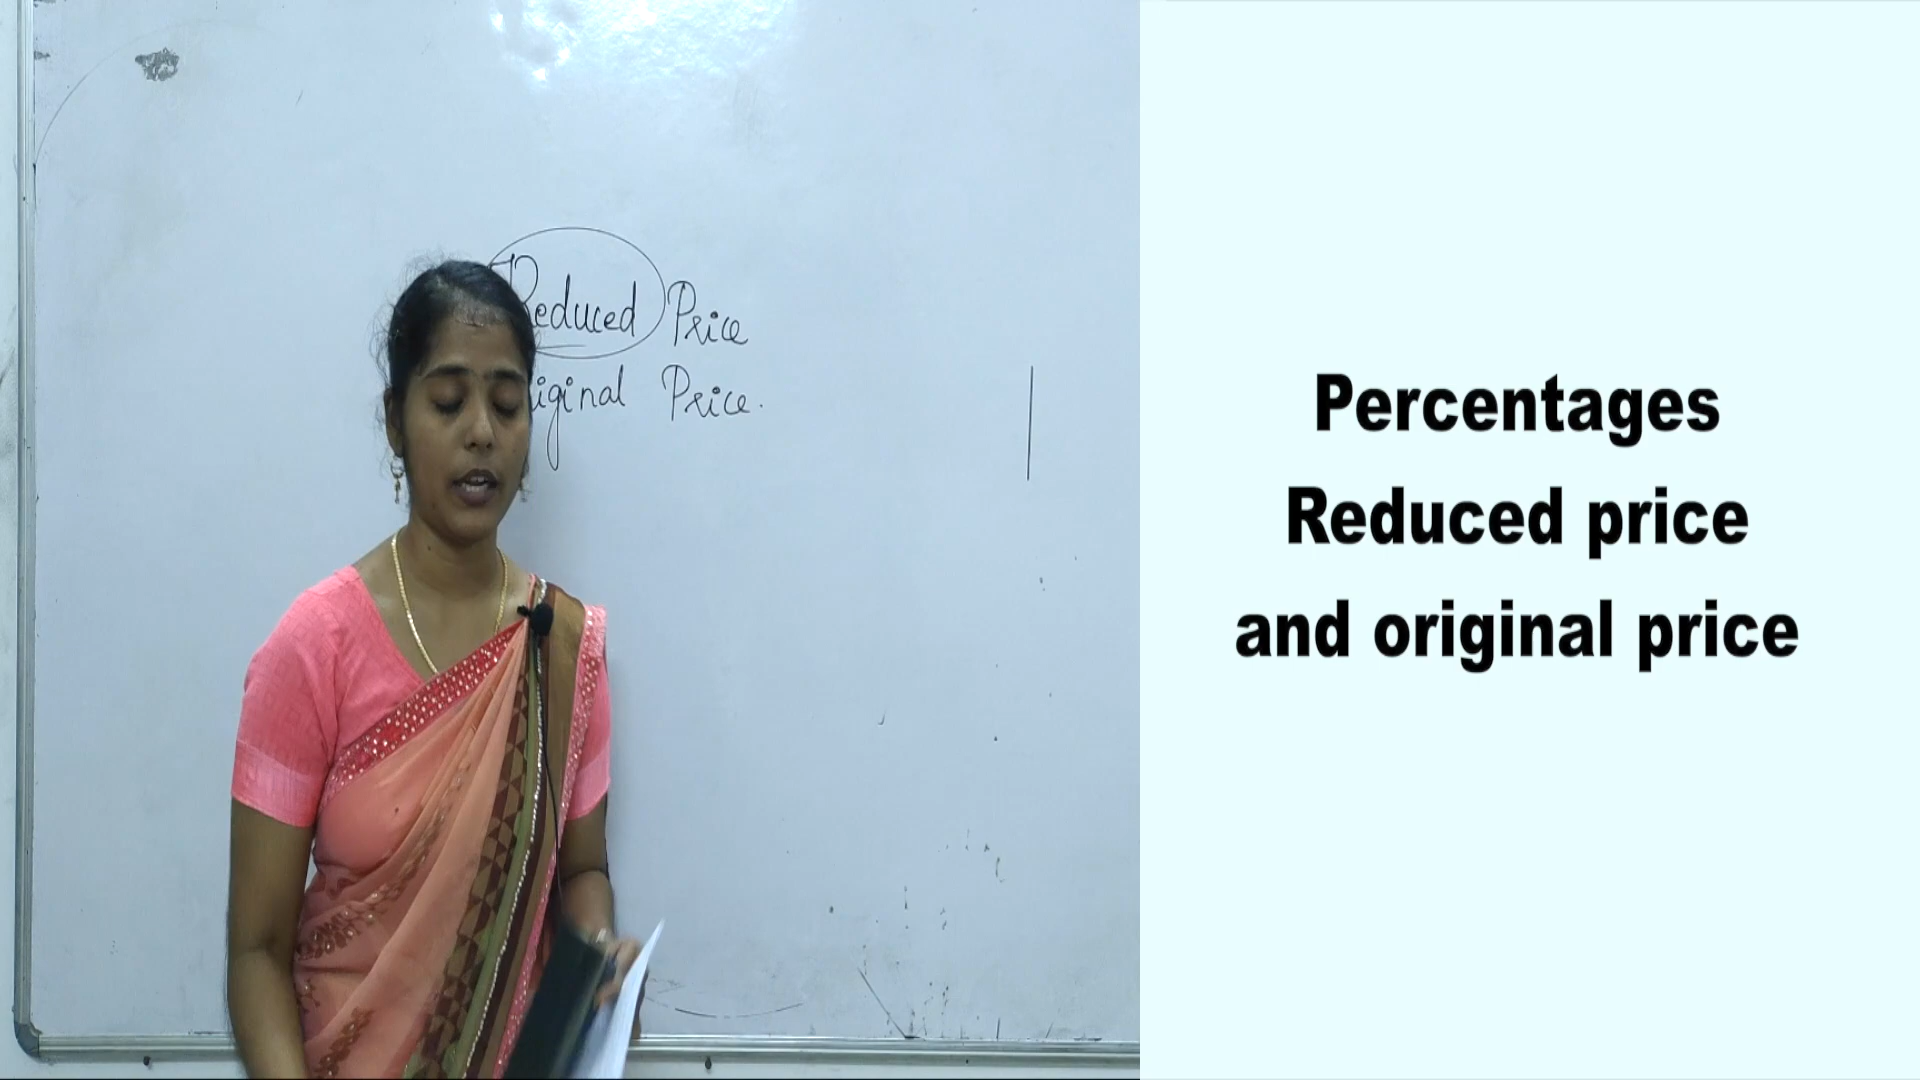 Reduced Price
Price.
Percentages
Reduced price
and original price